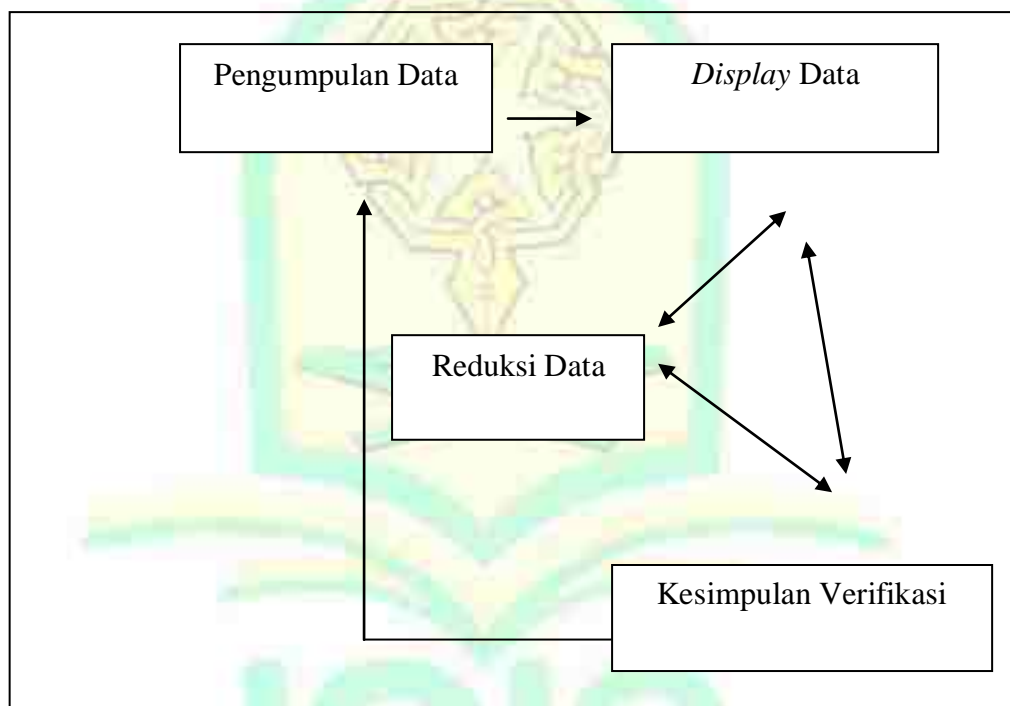 Pengumpulan Data
Display Data
Reduksi Data
Kesimpulan Verifikasi